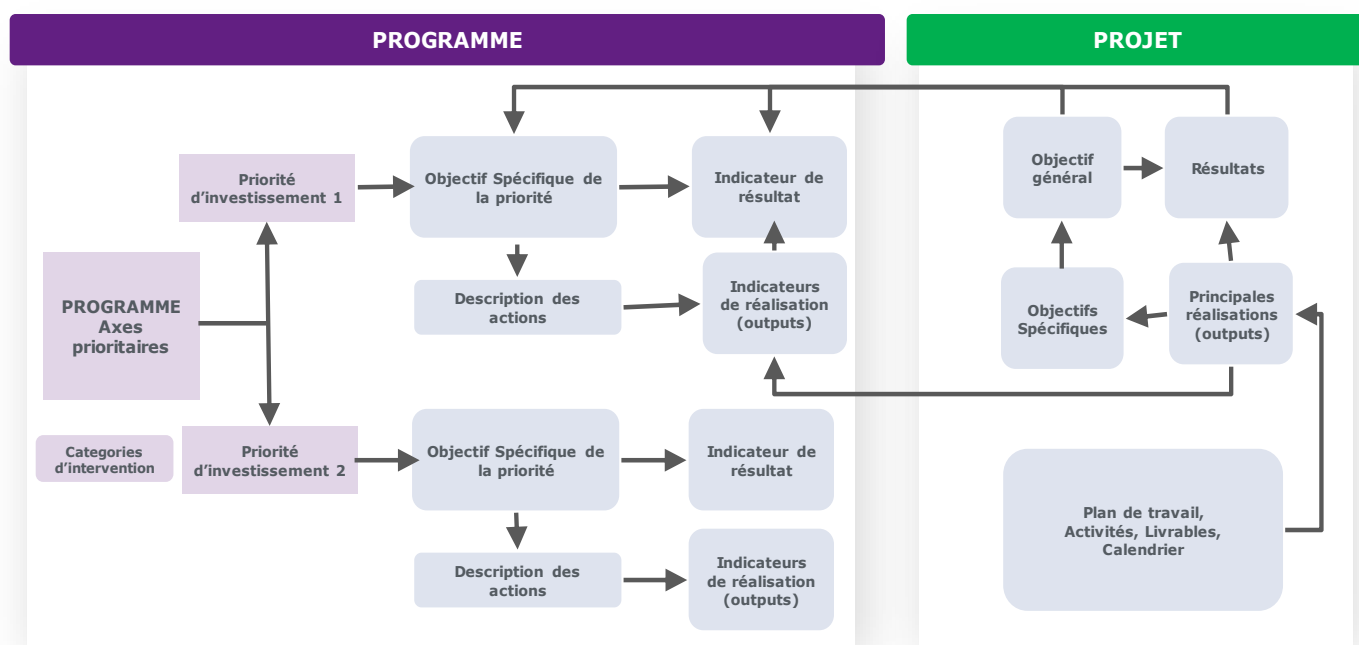 PROGRAMME
PROJET
Priorité
d'investissement 1
Objectif Spécifique de
la priorité
Indicateur de
résultat
Objectif
général
Résultats
PROGRAMME
Axes
prioritaires
Description des
actions
Indicateurs
de réalisation
(outputs)
Objectifs
Spécifiques
Principales
réalisations
(outputs)
Categories
d'intervention
Priorité
d'investissement 2
Objectif Spécifique de
la priorité
Indicateur de
résultat
Description des
actions
Indicateurs
de réalisation
(outputs)
Plan de travail,
Activités, Livrables,
Calendrier